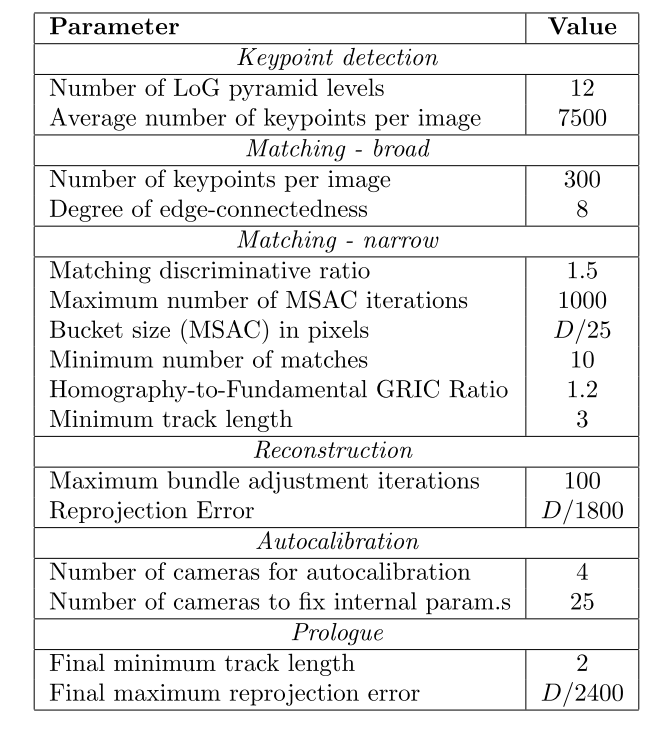 Parameter Value
Keypoint detection
Number of LoG pyramid levels 12
Average number of keypoints per image 7500
Matching - broad
Number of keypoints per image 300
Degree of edge-connectedness 8
Matching - narrow
Matching discriminative ratio 1.5
Maximum number of MSAC iterations 1000
Bucket size (MSAC) in pixels D/25
Minimum number of matches 10
Homography-to-Fundamental GRIC Ratio 1.2
Minimum track length 3
Reconstruction
Maximum bundle adjustment iterations 100
Reprojection Error D/1800
Autocalibration
Number of cameras for autocalibration 4
Number of cameras to fix internal param.s 25
Prologue
Final minimum track length 2
Final maximum reprojection error D/2400